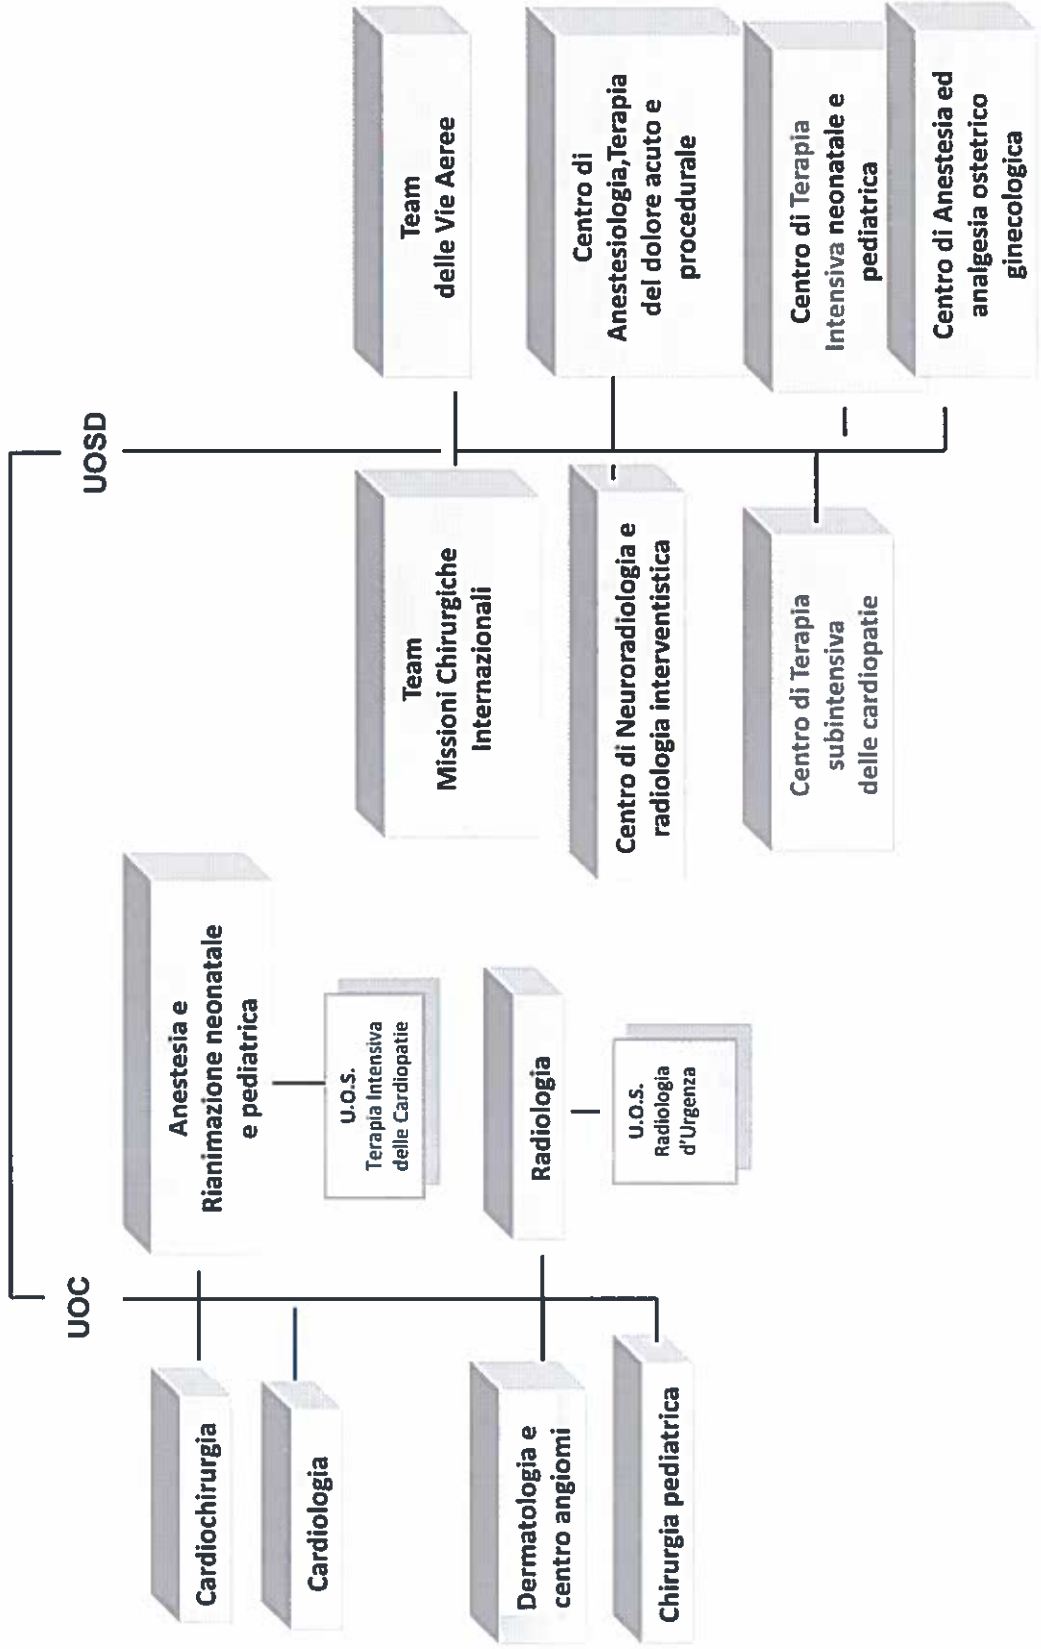 UOC
UOSD
Cardiochirurgia
Cardiologia
Dermatologia e
centro angiomi
Chirurgia pediatrica
Anestesia e
Rianimazione neonatale
e pediatrica
U.O.S.
Terapia Intensiva
delle Cardiopatie
Radiologia
U.O.S.
Radiologia
d'Urgenza
Team
Missioni Chirurgiche
Internazionali
Centro di Neuroradiologia e
radiologia interventistica
Centro di Terapia
subintensiva
delle cardiopatie
Team
delle Vie Aeree
Centro di
Anestesiologia,Terapia
del dolore acuto e
procedurale
Centro di Terapia
Intensiva neonatale e
pediatrica
Centro di Anestesia ed
analgesia ostetrico
ginecologica